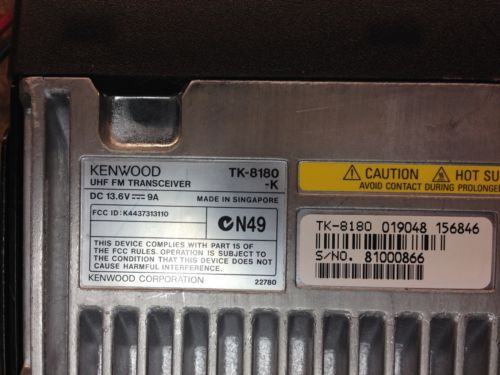 KENWOOD TK-8180
UHF FM TRANSCEIVER -K
DC 13.6V⎓9A MADE IN SINGAPORE
FCC ID: K4437313110
N49
THIS DEVICE COMPLIES WITH PART 15 OF
THE FCC RULES. OPERATION IS SUBJECT TO
THE CONDITION THAT THIS DEVICE DOES NOT
CAUSE HARMFUL INTERFERENCE.
KENWOOD CORPORATION 22780
CAUTION HOT
AVOID CONTACT DURING
TK-8180 019048 156846
S/NO. 81000866